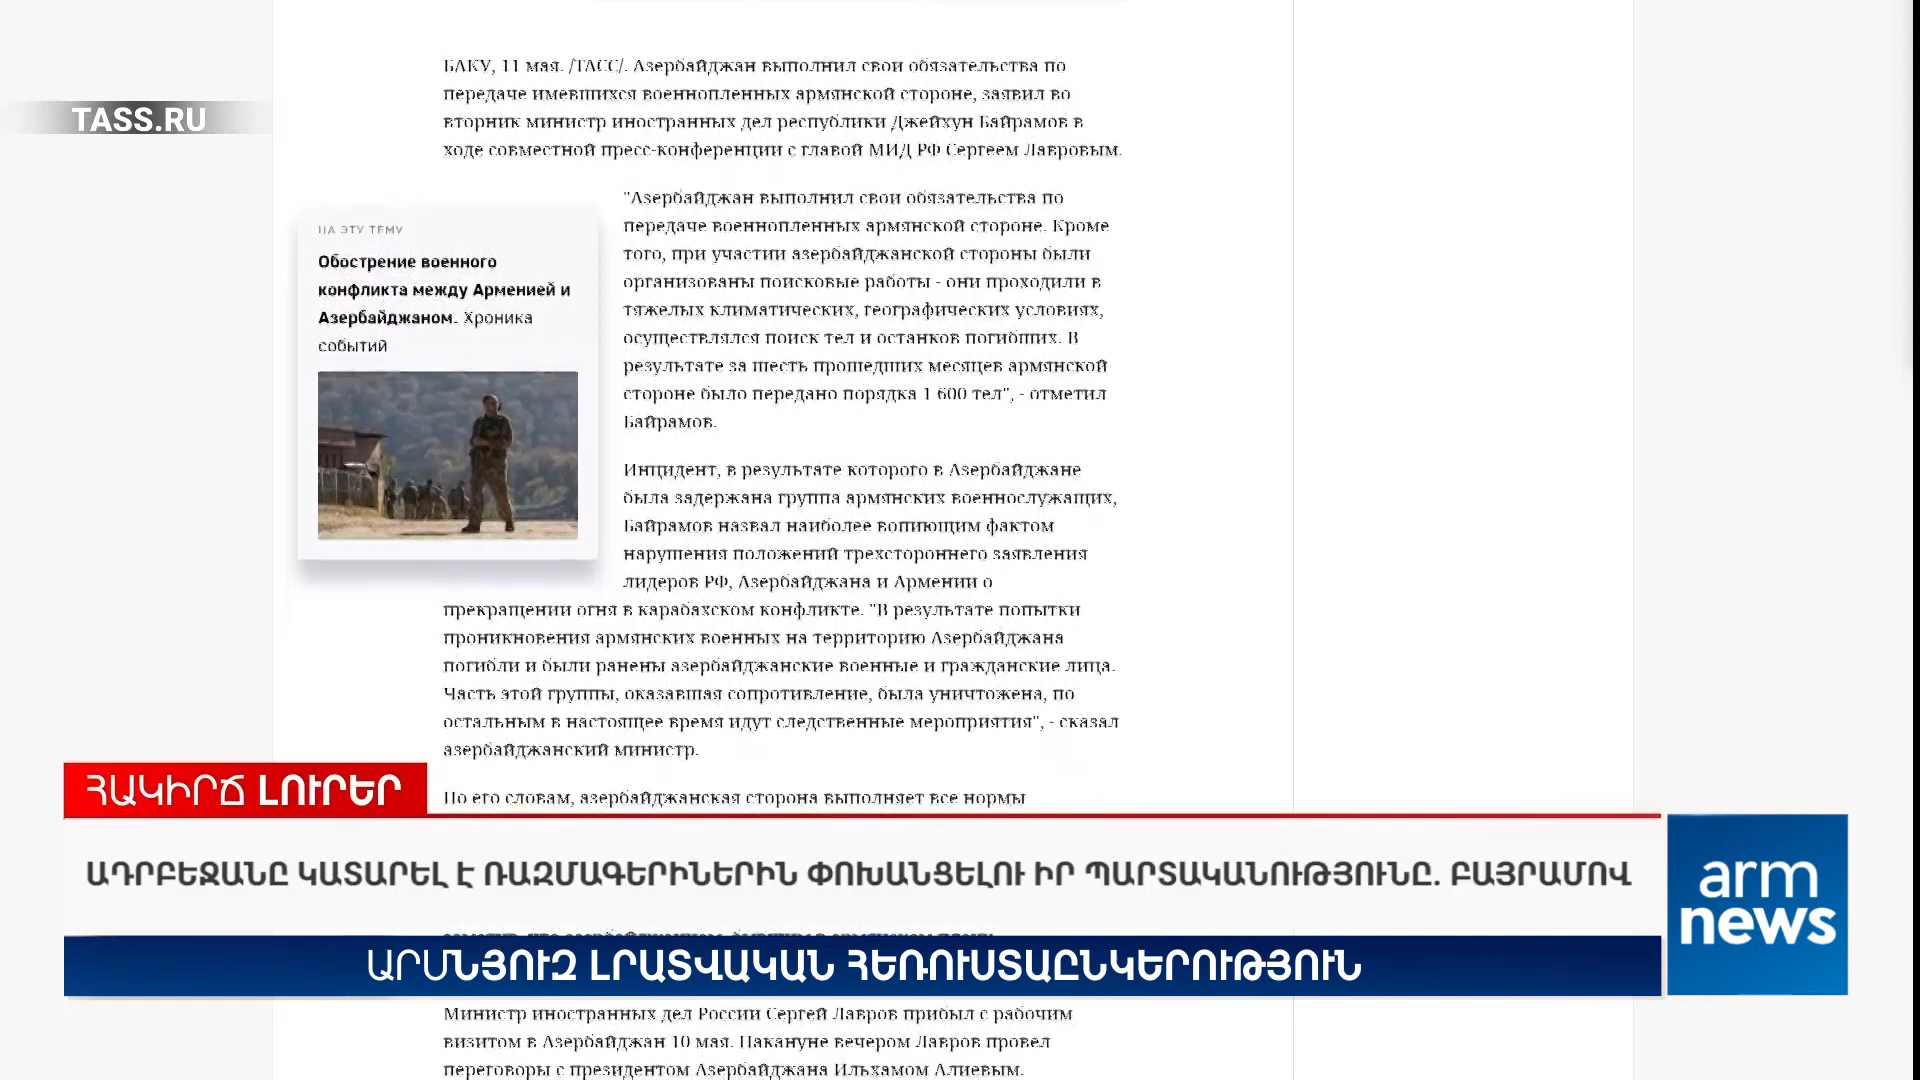 TASS.RU
БАКУ, 11 мая. /ТАСС/. Азербайджан выполнил свои обязательства по
передаче имевшихся военнопленных армянской стороне, заявил во
вторник министр иностранных дел республики Джейхун Байрамов в
ходе совместной пресс-конференции с главой МИД РФ Сергеем Лавровым.
НА ЭТУ ТЕМУ
Обострение военного
конфликта между Арменией и
Азербайджаном. Хроника
событий
"Азербайджан выполнил свои обязательства по
передаче военнопленных армянской стороне. Кроме
того, при участии азербайджанской стороны были
организованы поисковые работы - они проходили в
тяжелых климатических, географических условиях,
осуществлялся поиск тел и останков погибших. В
результате за шесть прошедших месяцев армянской
стороне было передано порядка 1 600 тел", - отметил
Байрамов.
Инцидент, в результате которого в Азербайджане
была задержана группа армянских военнослужащих,
Байрамов назвал наиболее вопиющим фактом
нарушения положений трехстороннего заявления
лидеров РФ, Азербайджана и Армении о
прекращении огня в карабахском конфликте. "В результате попытки
проникновения армянских военных на территорию Азербайджана
погибли и были ранены азербайджанские военные и гражданские лица.
Часть этой группы, оказавшая сопротивление, была уничтожена, по
остальным в настоящее время идут следственные мероприятия", - сказал
азербайджанский министр.
По его словам, азербайджанская сторона выполняет все нормы
ՀԱԿԻՐՃ ԼՈՒՐԵՐ
ԱԴՐԲԵՋԱՆԸ ԿԱՏԱՐԵԼ Է ՌԱԶՄԱԳԵՐԻՆԵՐԻՆ ՓՈԽԱՆՑԵԼՈՒ ԻՐ ՊԱՐՏԱԿԱՆՈՒԹՅՈՒՆԸ. ԲԱՅՐԱՄՈՎ
arm
news
ԱՐՄՆՅՈՒԶ ԼՐԱՏՎԱԿԱՆ ՀԵՌՈՒՍՏԱԸՆԿԵՐՈՒԹՅՈՒՆ
Министр иностранных дел России Сергей Лавров прибыл с рабочим
визитом в Азербайджан 10 мая. Накануне вечером Лавров провел
переговоры с президентом Азербайджана Ильхамом Алиевым.